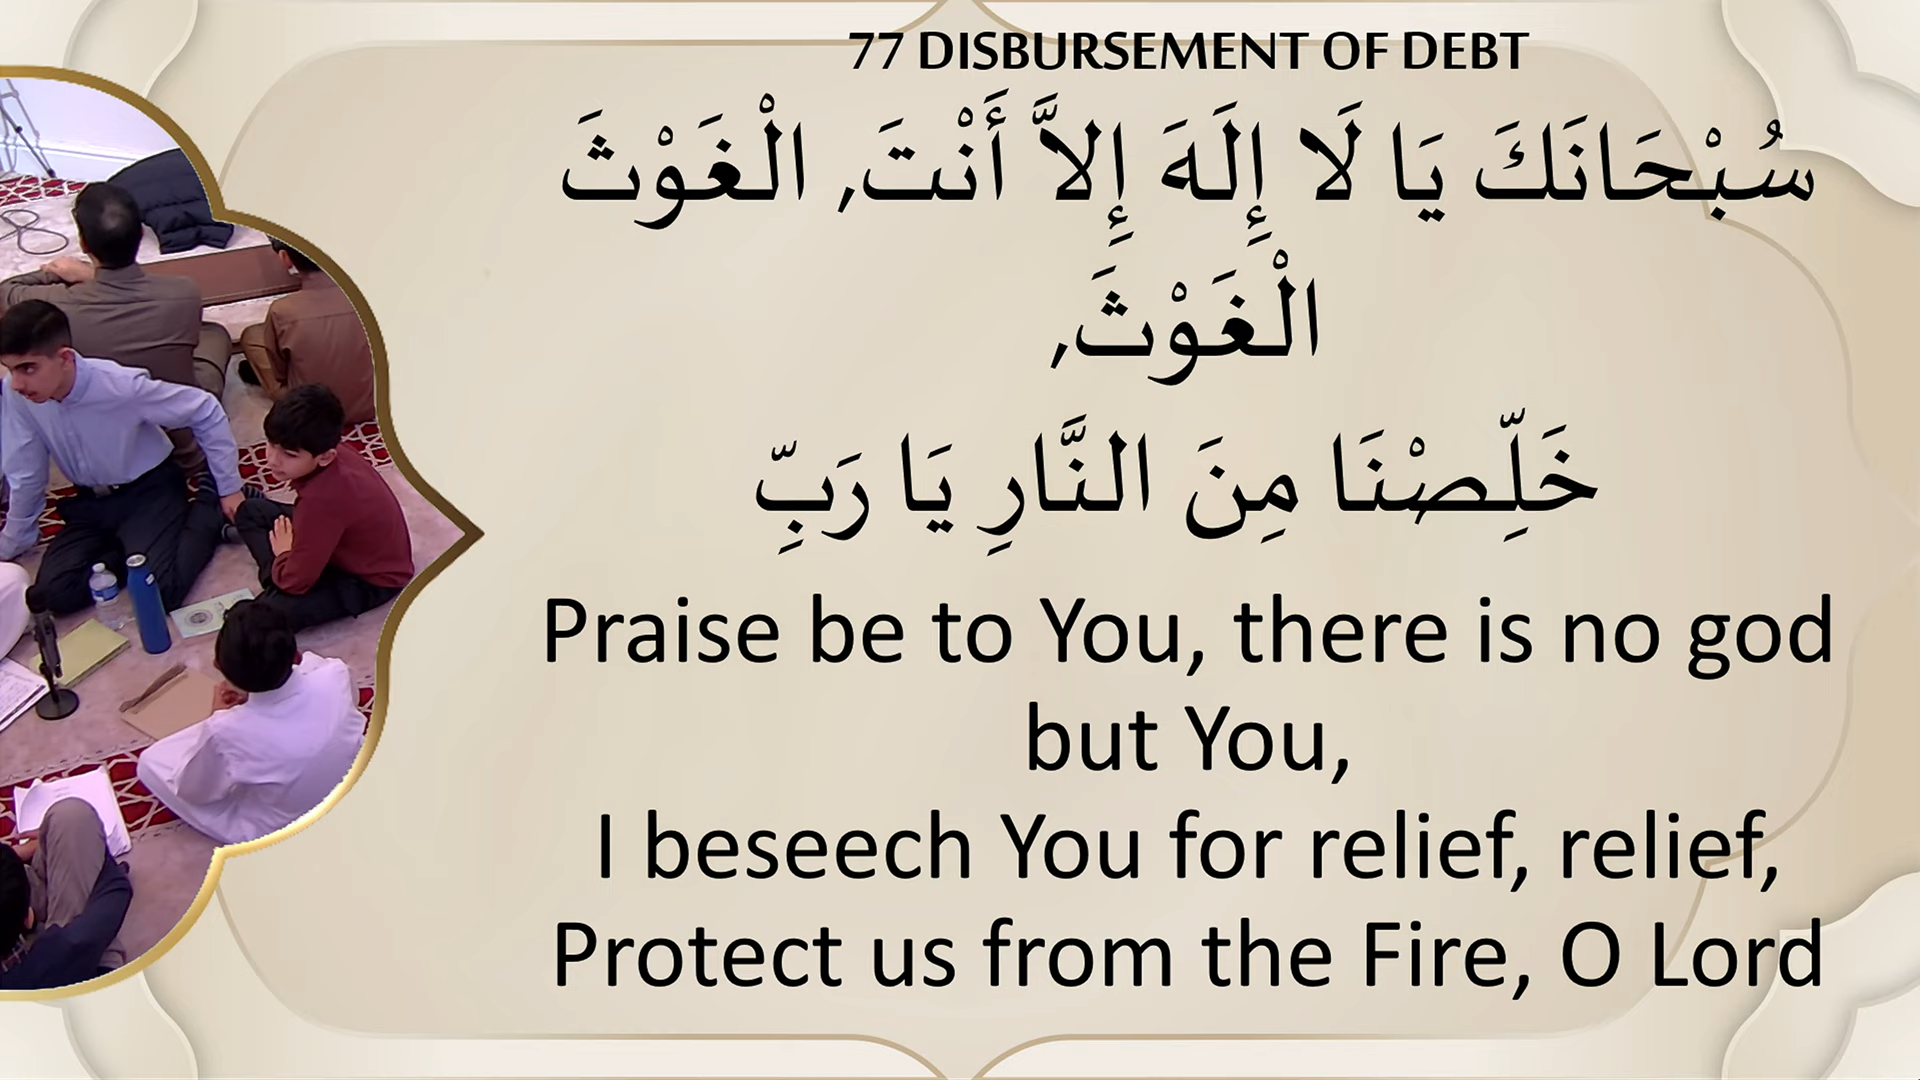 77 DISBURSEMENT OF DEBT
سُبْحَانَكَ يَا لَا إِلَهَ إِلاَّ أَنْتَ, الْغَوْثَ
الْغَوْثَ,
خَلِّصْنَا مِنَ النَّارِ يَا رَبِّ
Praise be to You, there is no god
but You,
I beseech You for relief, relief,
Protect us from the Fire, O Lord